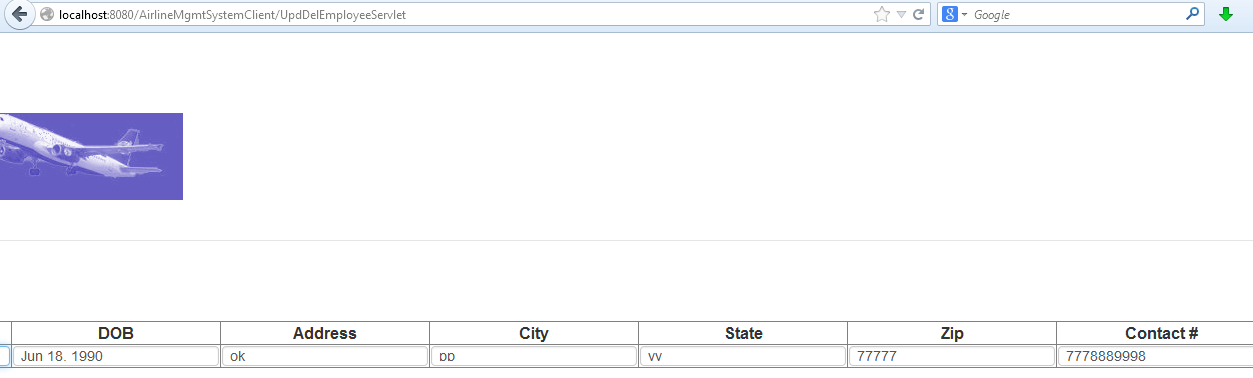 localhost:8080/AirlineMgmtSystemClient/UpdDelEmployeeServlet
Google
DOB Address City State Zip Contact #
Jun 18. 1990 ok pp vv 77777 7778889998